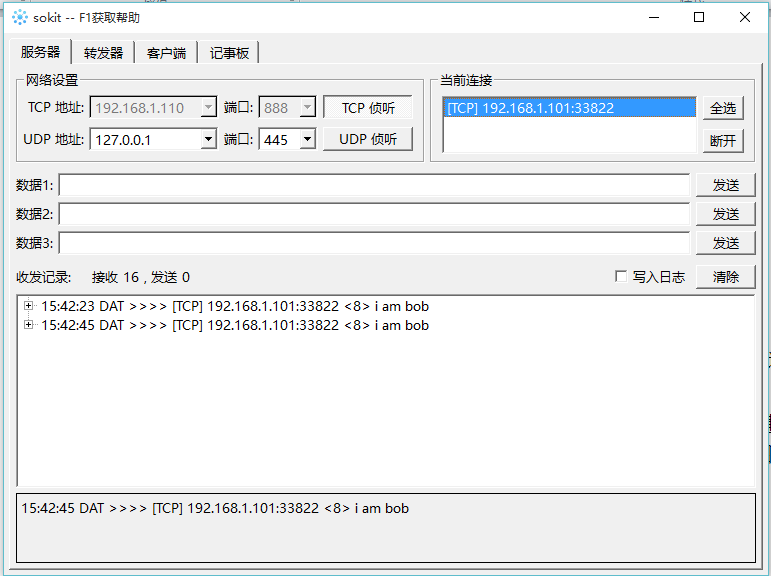 sokit -- F1获取帮助
服务器 转发器 客户端 记事板
网络设置
TCP 地址: 192.168.1.110 端口: 888 TCP 侦听
UDP 地址: 127.0.0.1 端口: 445 UDP 侦听
当前连接
[TCP] 192.168.1.101:33822 全选
断开
数据1: 发送
数据2: 发送
数据3: 发送
收发记录: 接收 16 , 发送 0 写入日志 清除
15:42:23 DAT >>>> [TCP] 192.168.1.101:33822 <8> i am bob
15:42:45 DAT >>>> [TCP] 192.168.1.101:33822 <8> i am bob
15:42:45 DAT >>>> [TCP] 192.168.1.101:33822 <8> i am bob